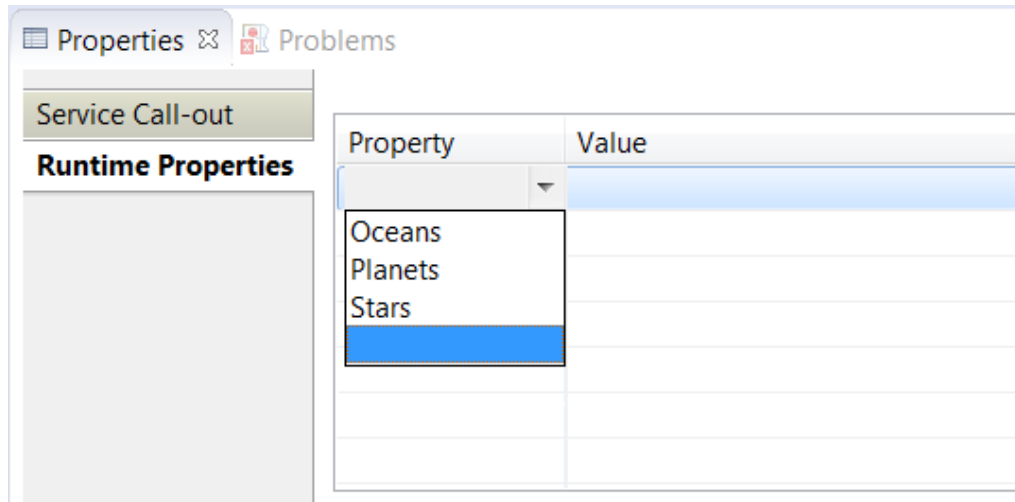 Properties Problems
Service Call-out
Runtime Properties
Property Value
Oceans
Planets
Stars